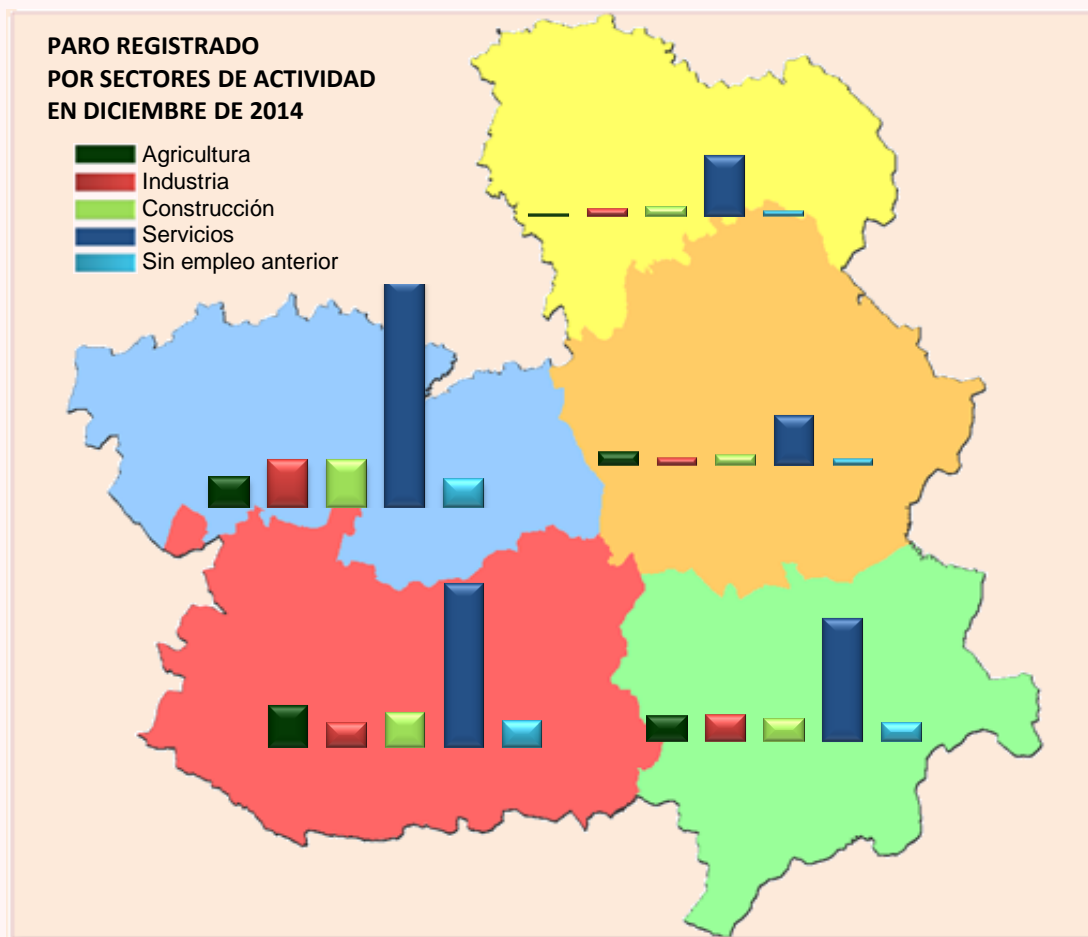 PARO REGISTRADO
POR SECTORES DE ACTIVIDAD
EN DICIEMBRE DE 2014
Agricultura
Industria
Construcción
Servicios
Sin empleo anterior